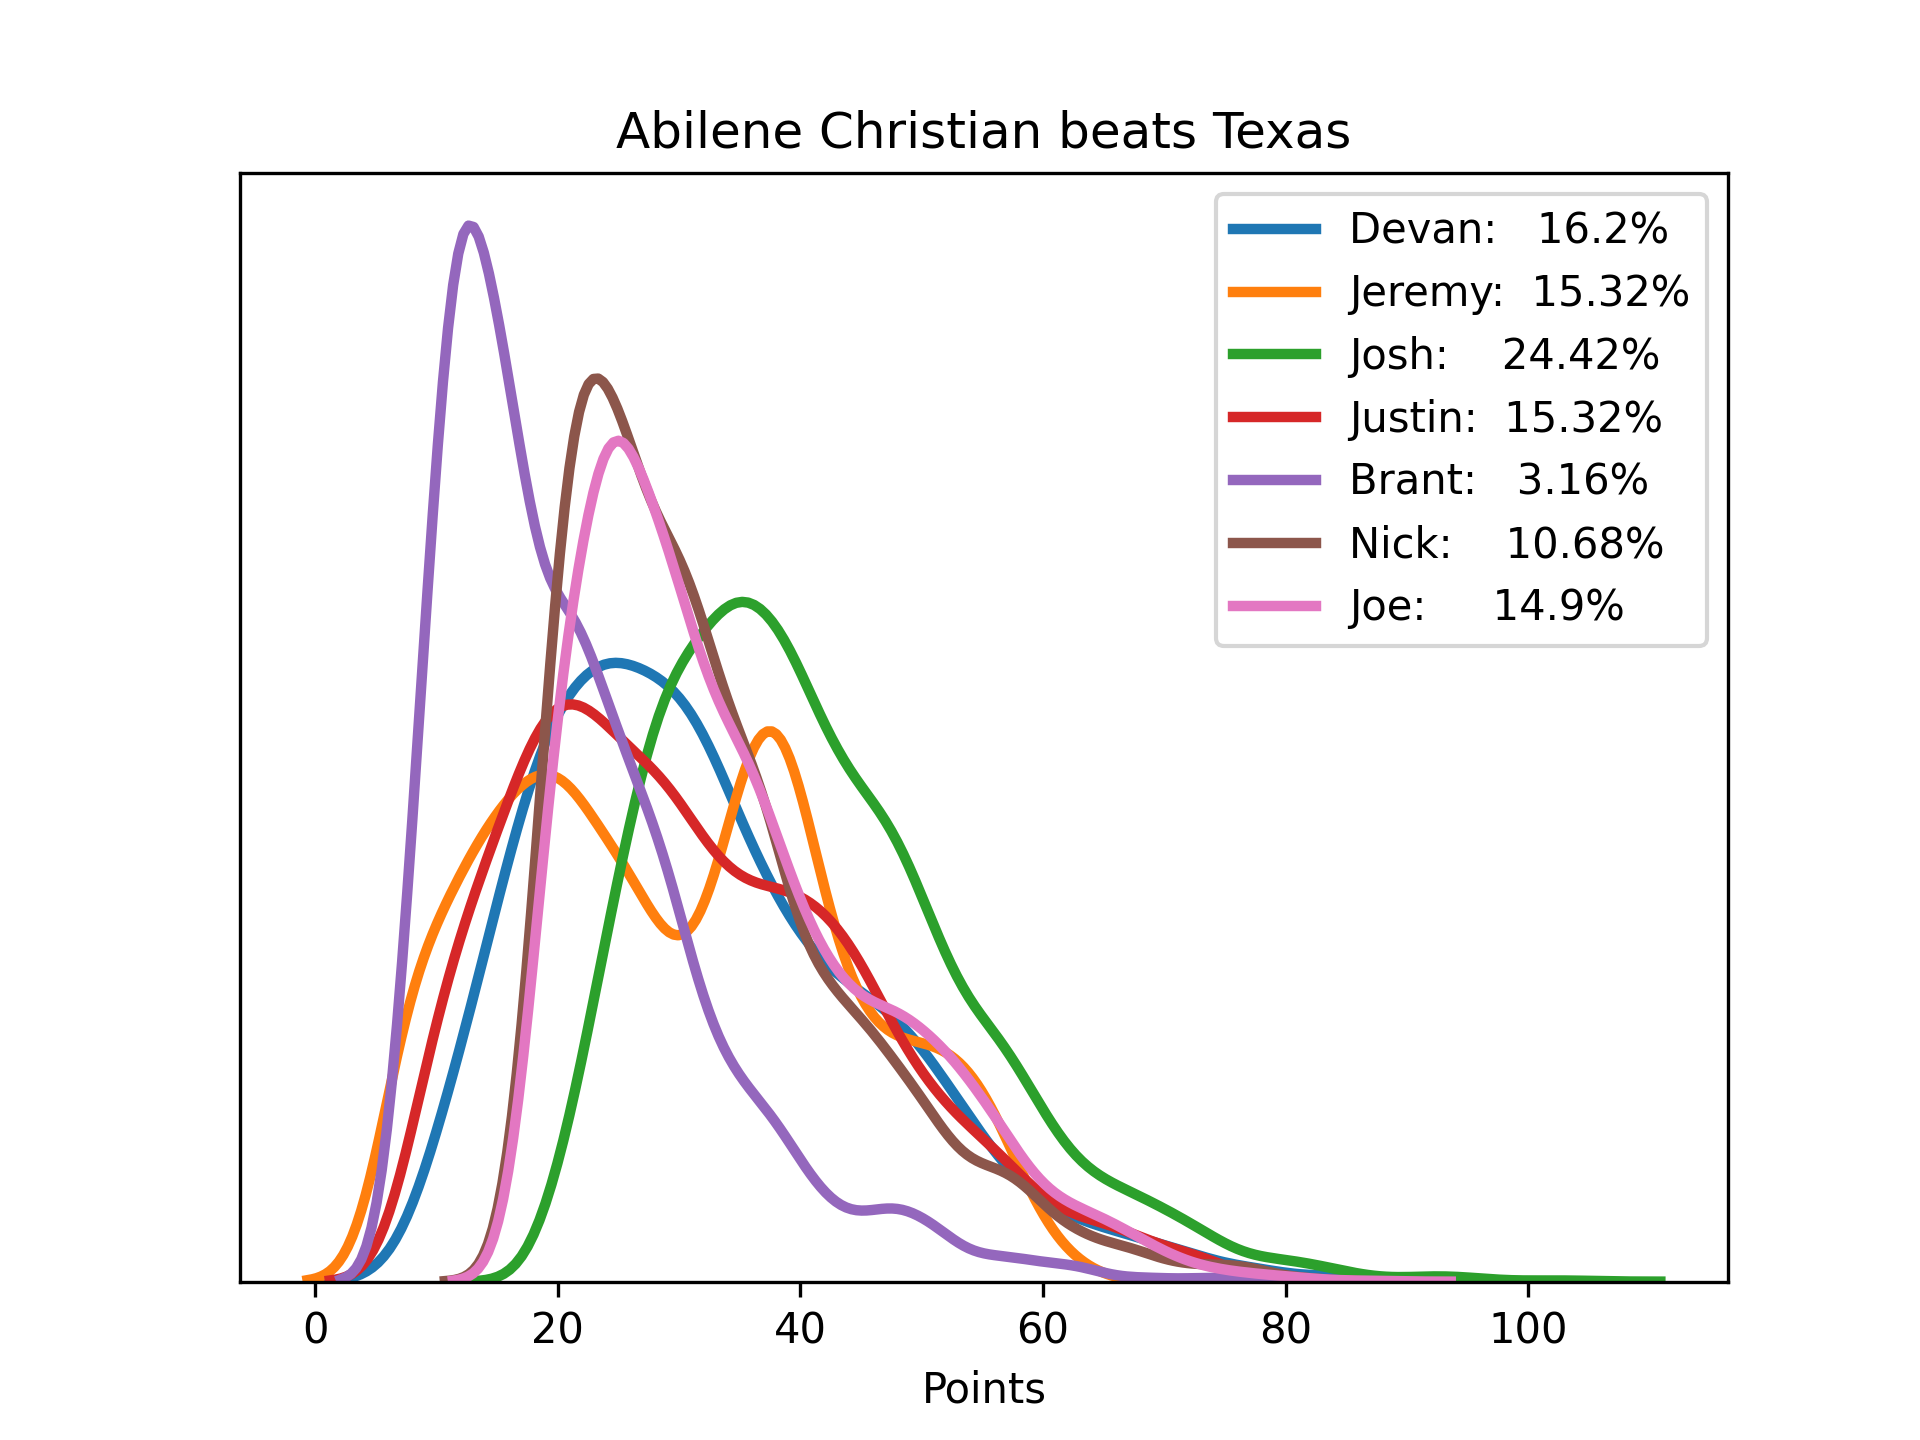 Abilene Christian beats Texas
Devan: 16.2%
Jeremy: 15.32%
Josh: 24.42%
Justin: 15.32%
Brant: 3.16%
Nick: 10.68%
Joe: 14.9%
0 20 40 60 80 100
Points